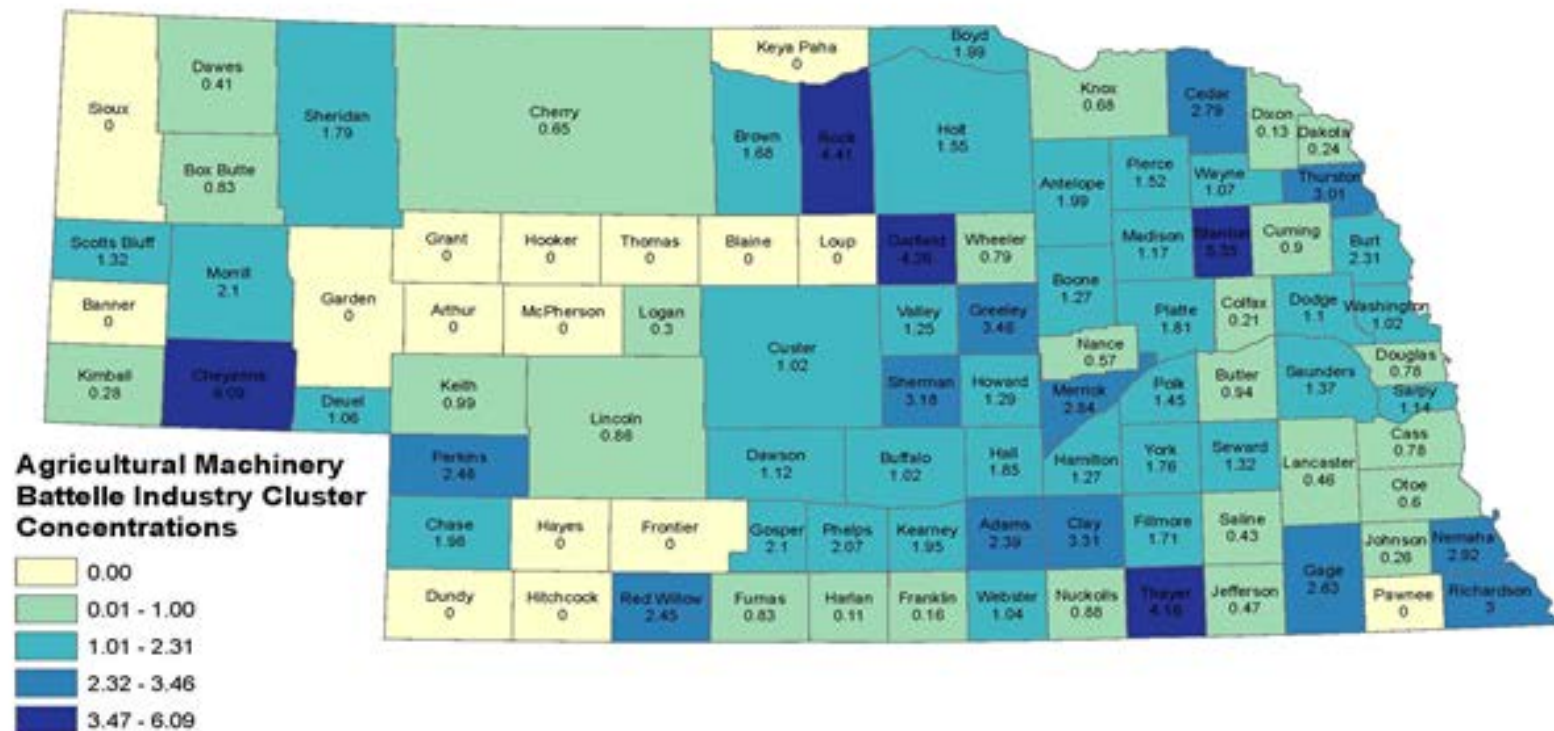 Boyd
1.99
Keya Paha
0
Dawes
0.41
Sioux
0
Sheridan
1.79
Cherry
0.65
Brown
1.68
Rock
4.41
Holt
1.55
Knox
0.68
Cedar
2.79
Dixon
0.13
Dakota
0.24
Box Butte
0.83
Antelope
1.99
Pierce
1.52
Wayne
1.07
Thurston
3.01
Scotts Bluff
1.32
Morrill
2.1
Grant
0
Hooker
0
Thomas
0
Blaine
0
Loup
0
Garfield
Wheeler
0.79
Madison
1.17
Stanton
Cuming
0.9
Burt
2.31
Banner
0
Garden
0
Arthur
0
McPherson
0
Logan
0.3
Valley
1.25
Greeley
3.46
Boone
1.27
Platte
1.81
Colfax
0.21
Dodge
1.1
Washington
1.02
Custer
1.02
Nance
0.57
Douglas
0.78
Kimball
0.28
Cheyenne
6.09
Deuel
1.06
Keith
0.99
Lincoln
0.86
Sherman
3.18
Howard
1.29
Merrick
2.84
Polk
1.45
Butler
0.94
Saunders
1.37
Sarpy
1.14
Cass
0.78
Perkins
2.46
Dawson
1.12
Buffalo
1.02
Hall
1.85
Hamilton
1.27
York
1.76
Seward
1.32
Lancaster
0.46
Otoe
0.6
Chase
1.98
Hayes
0
Frontier
0
Gosper
2.1
Phelps
2.07
Kearney
1.95
Adams
2.39
Clay
3.31
Fillmore
1.71
Saline
0.43
Johnson
0.26
Nemaha
2.92
Gage
2.63
Dundy
0
Hitchcock
0
Red Willow
2.45
Furnas
0.83
Harlan
0.11
Franklin
0.16
Webster
1.04
Nuckolls
0.88
Thayer
4.16
Jefferson
0.47
Pawnee
0
Richardson
3
Agricultural Machinery
Battelle Industry Cluster
Concentrations
0.00
0.01 - 1.00
1.01 - 2.31
2.32 - 3.46
3.47 - 6.09